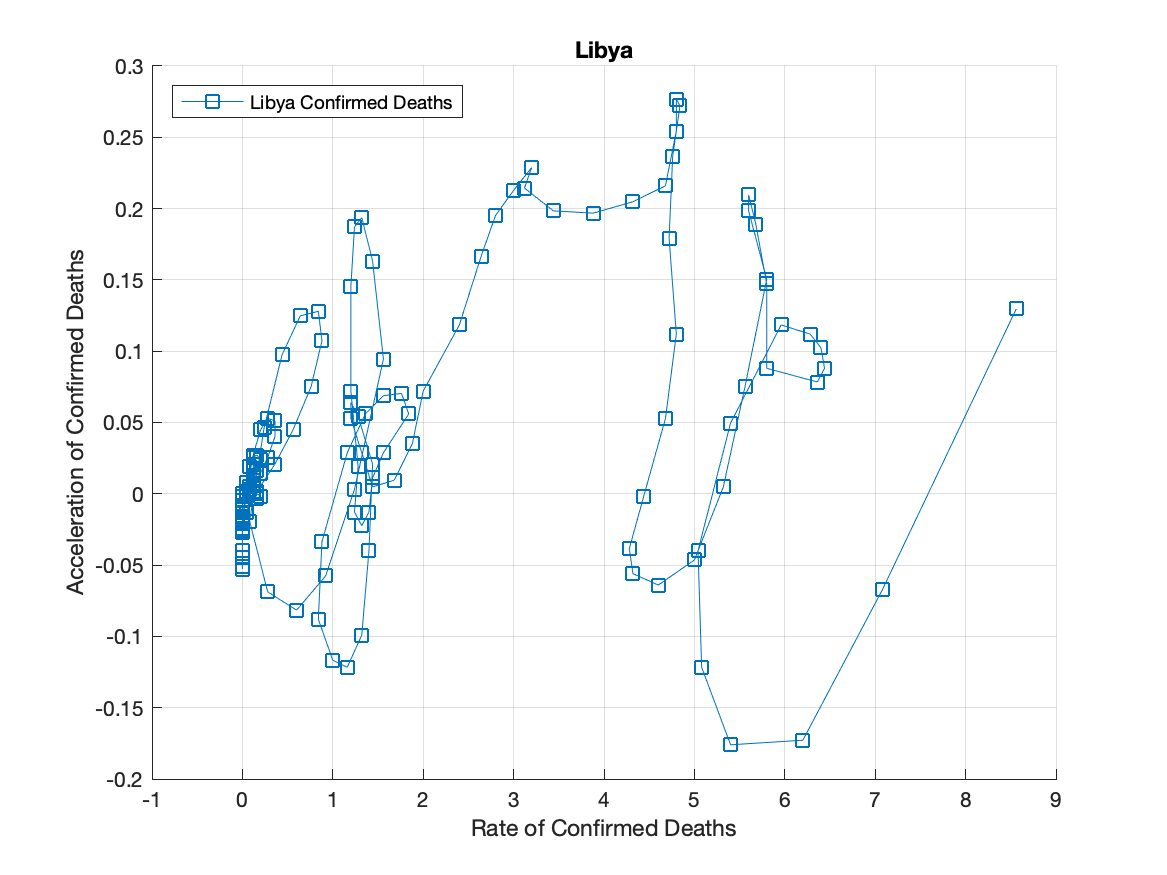 Libya
Libya Confirmed Deaths
Acceleration of Confirmed Deaths
0.3
0.25
0.2
0.15
0.1
0.05
0
-0.05
-0.1
-0.15
-0.2
-1 0 1 2 3 4 5 6 7 8 9
Rate of Confirmed Deaths